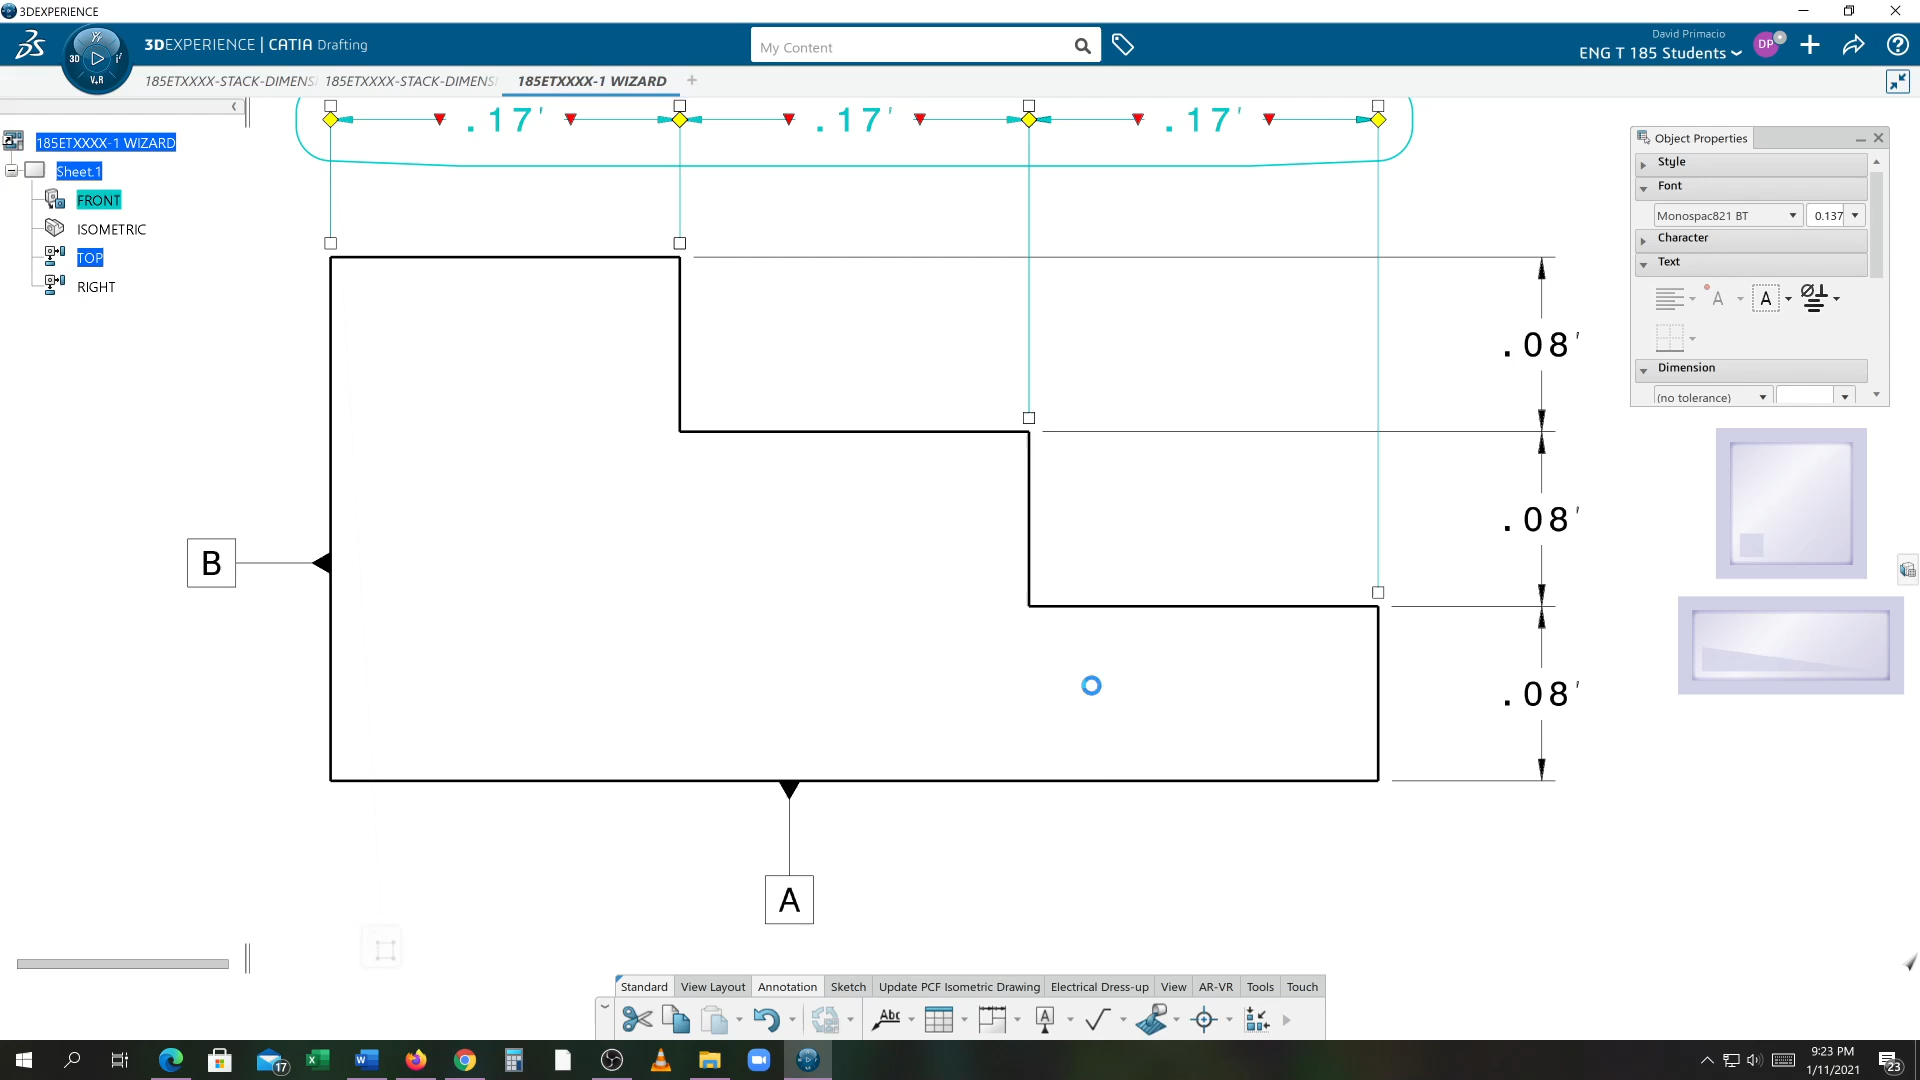 3DEXPERIENCE
3DEXPERIENCE | CATIA Drafting
My Content
David Primacio
ENG T 185 Students
DP
3D
V.R
185ETXXXX-STACK-DIMENS
185ETXXXX-STACK-DIMENS
185ETXXXX-1 WIZARD
185ETXXXX-1 WIZARD
Sheet.1
FRONT
ISOMETRIC
TOP
RIGHT
.17'
.17'
.17'
.08'
.08'
.08'
B
A
Object Properties
Style
Font
Monospac821 BT
0.137
Character
Text
A
A
Dimension
(no tolerance)
Standard
View Layout
Annotation
Sketch
Update PCF Isometric Drawing
Electrical Dress-up
View
AR-VR
Tools
Touch
Abc
A
17
9:23 PM
1/11/2021
23